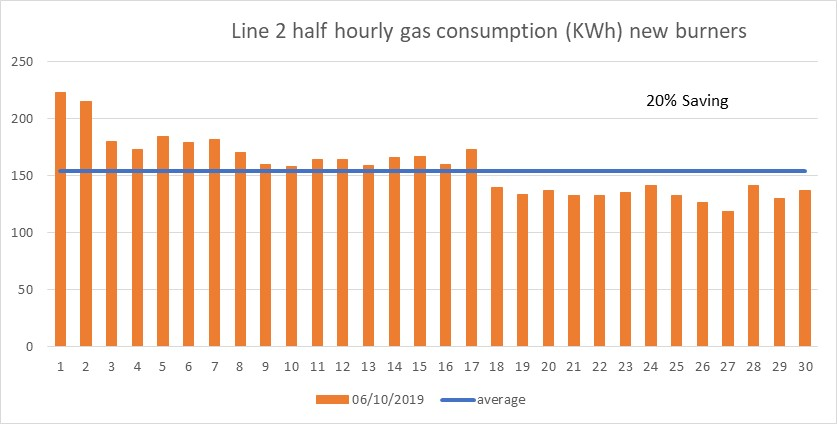 Line 2 half hourly gas consumption (KWh) new burners
250
20% Saving
200
150
100
50
0
1 2 3 4 5 6 7 8 9 10 11 12 13 14 15 16 17 18 19 20 21 22 23 24 25 26 27 28 29 30
06/10/2019 average